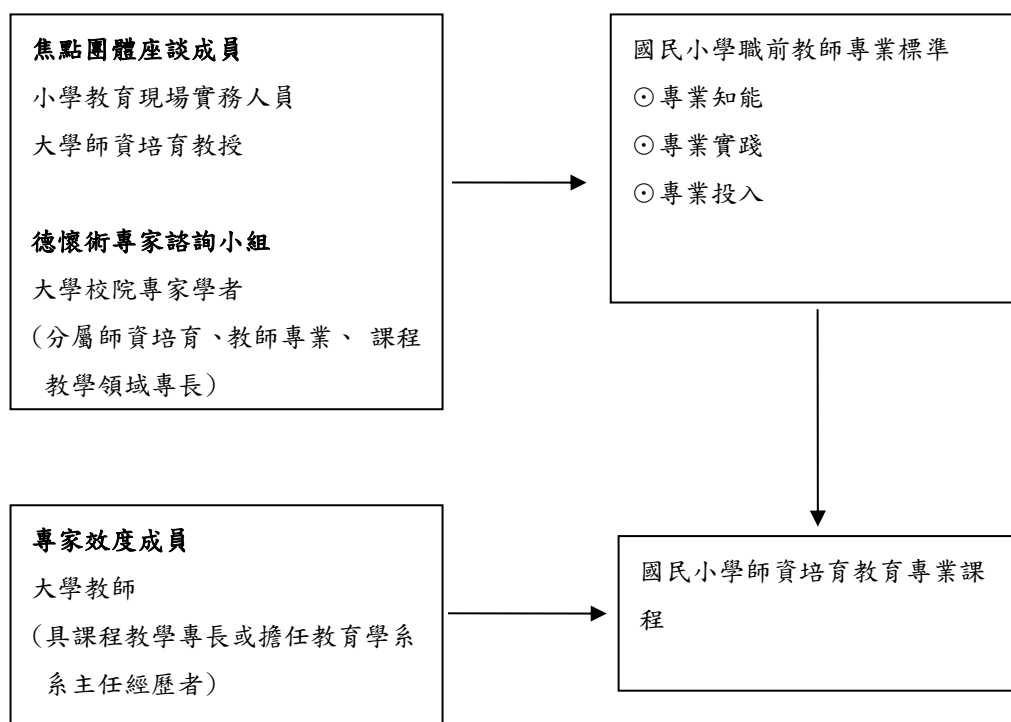 焦點團體座談成員
小學教育現場實務人員
大學師資培育教授
德懷術專家諮詢小組
大學校院專家學者
(分屬師資培育、教師專業、 課程
教學領域專長)
國民小學職前教師專業標準
⊙專業知能
⊙專業實踐
⊙專業投入
專家效度成員
大學教師
(具課程教學專長或擔任教育學系
系主任經歷者)
國民小學師資培育教育專業課
程